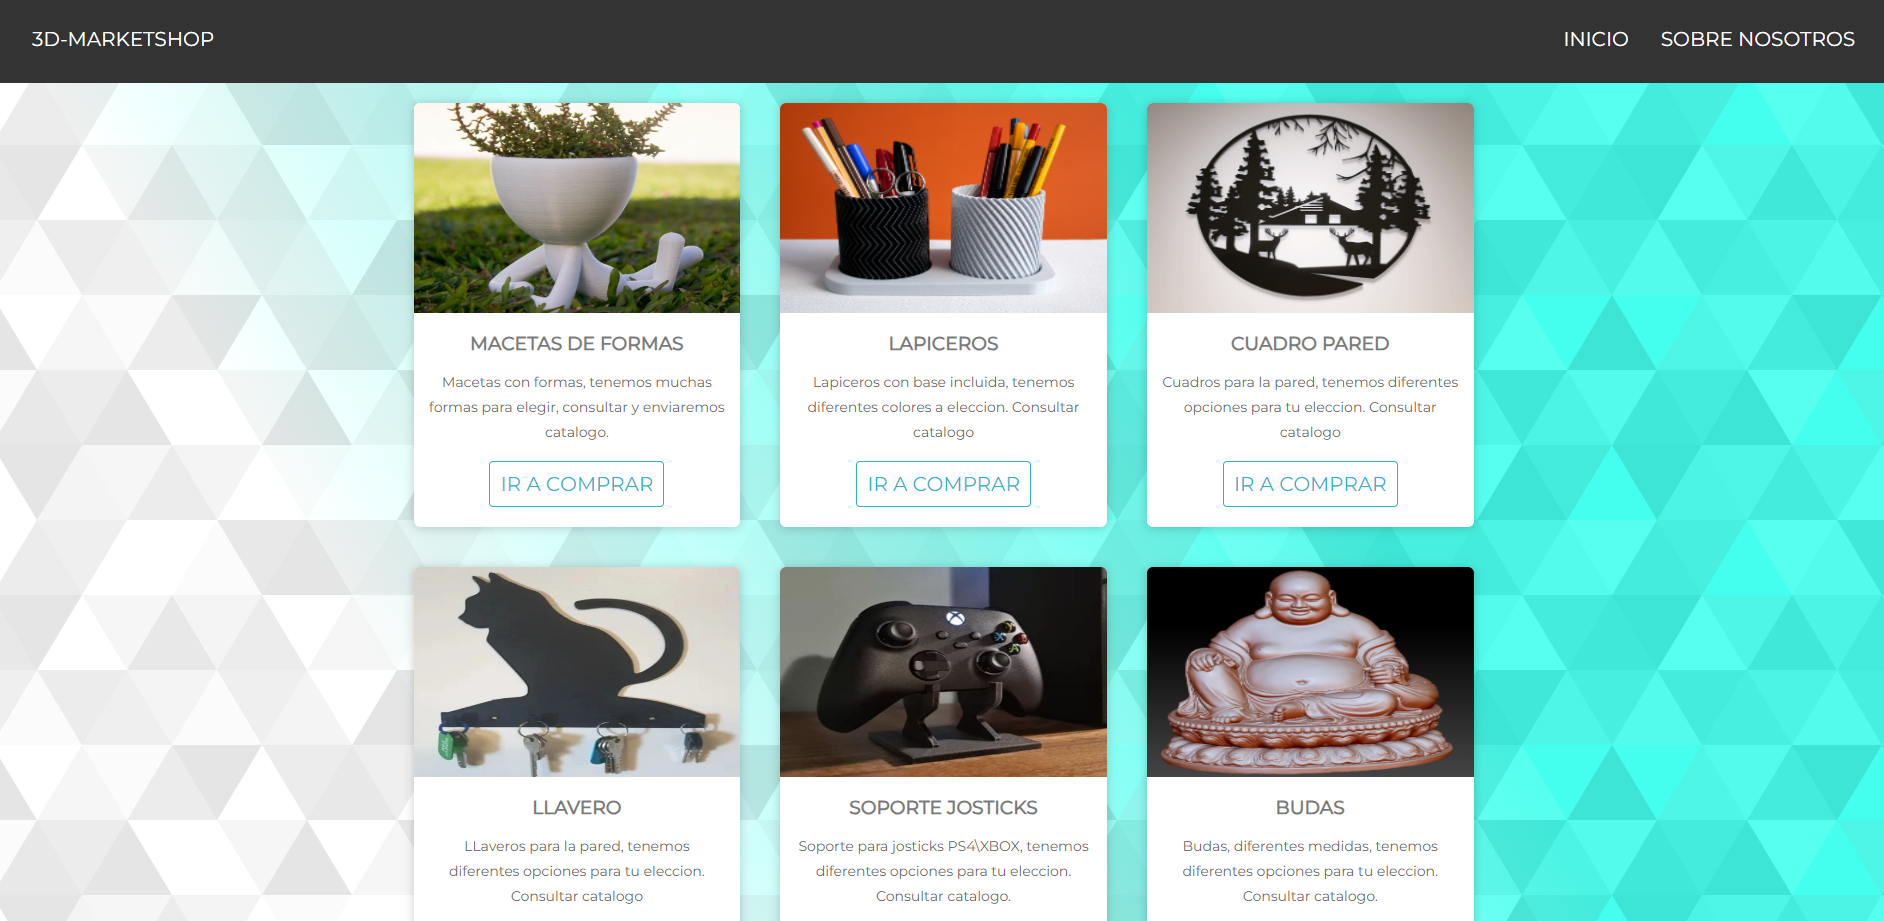 3D-MARKETSHOP
INICIO
SOBRE NOSOTROS
MACETAS DE FORMAS
Macetas con formas, tenemos muchas
formas para elegir, consultar y enviaremos
catalogo.
IR A COMPRAR
LAPICEROS
Lapiceros con base incluida, tenemos
diferentes colores a eleccion. Consultar
catalogo
IR A COMPRAR
CUADRO PARED
Cuadros para la pared, tenemos diferentes
opciones para tu eleccion. Consultar
catalogo
IR A COMPRAR
LLAVERO
LLaveros para la pared, tenemos
diferentes opciones para tu eleccion.
Consultar catalogo
SOPORTE JOSTICKS
Soporte para josticks PS4\XBOX, tenemos
diferentes opciones para tu eleccion.
Consultar catalogo.
BUDAS
Budas, diferentes medidas, tenemos
diferentes opciones para tu eleccion.
Consultar catalogo.